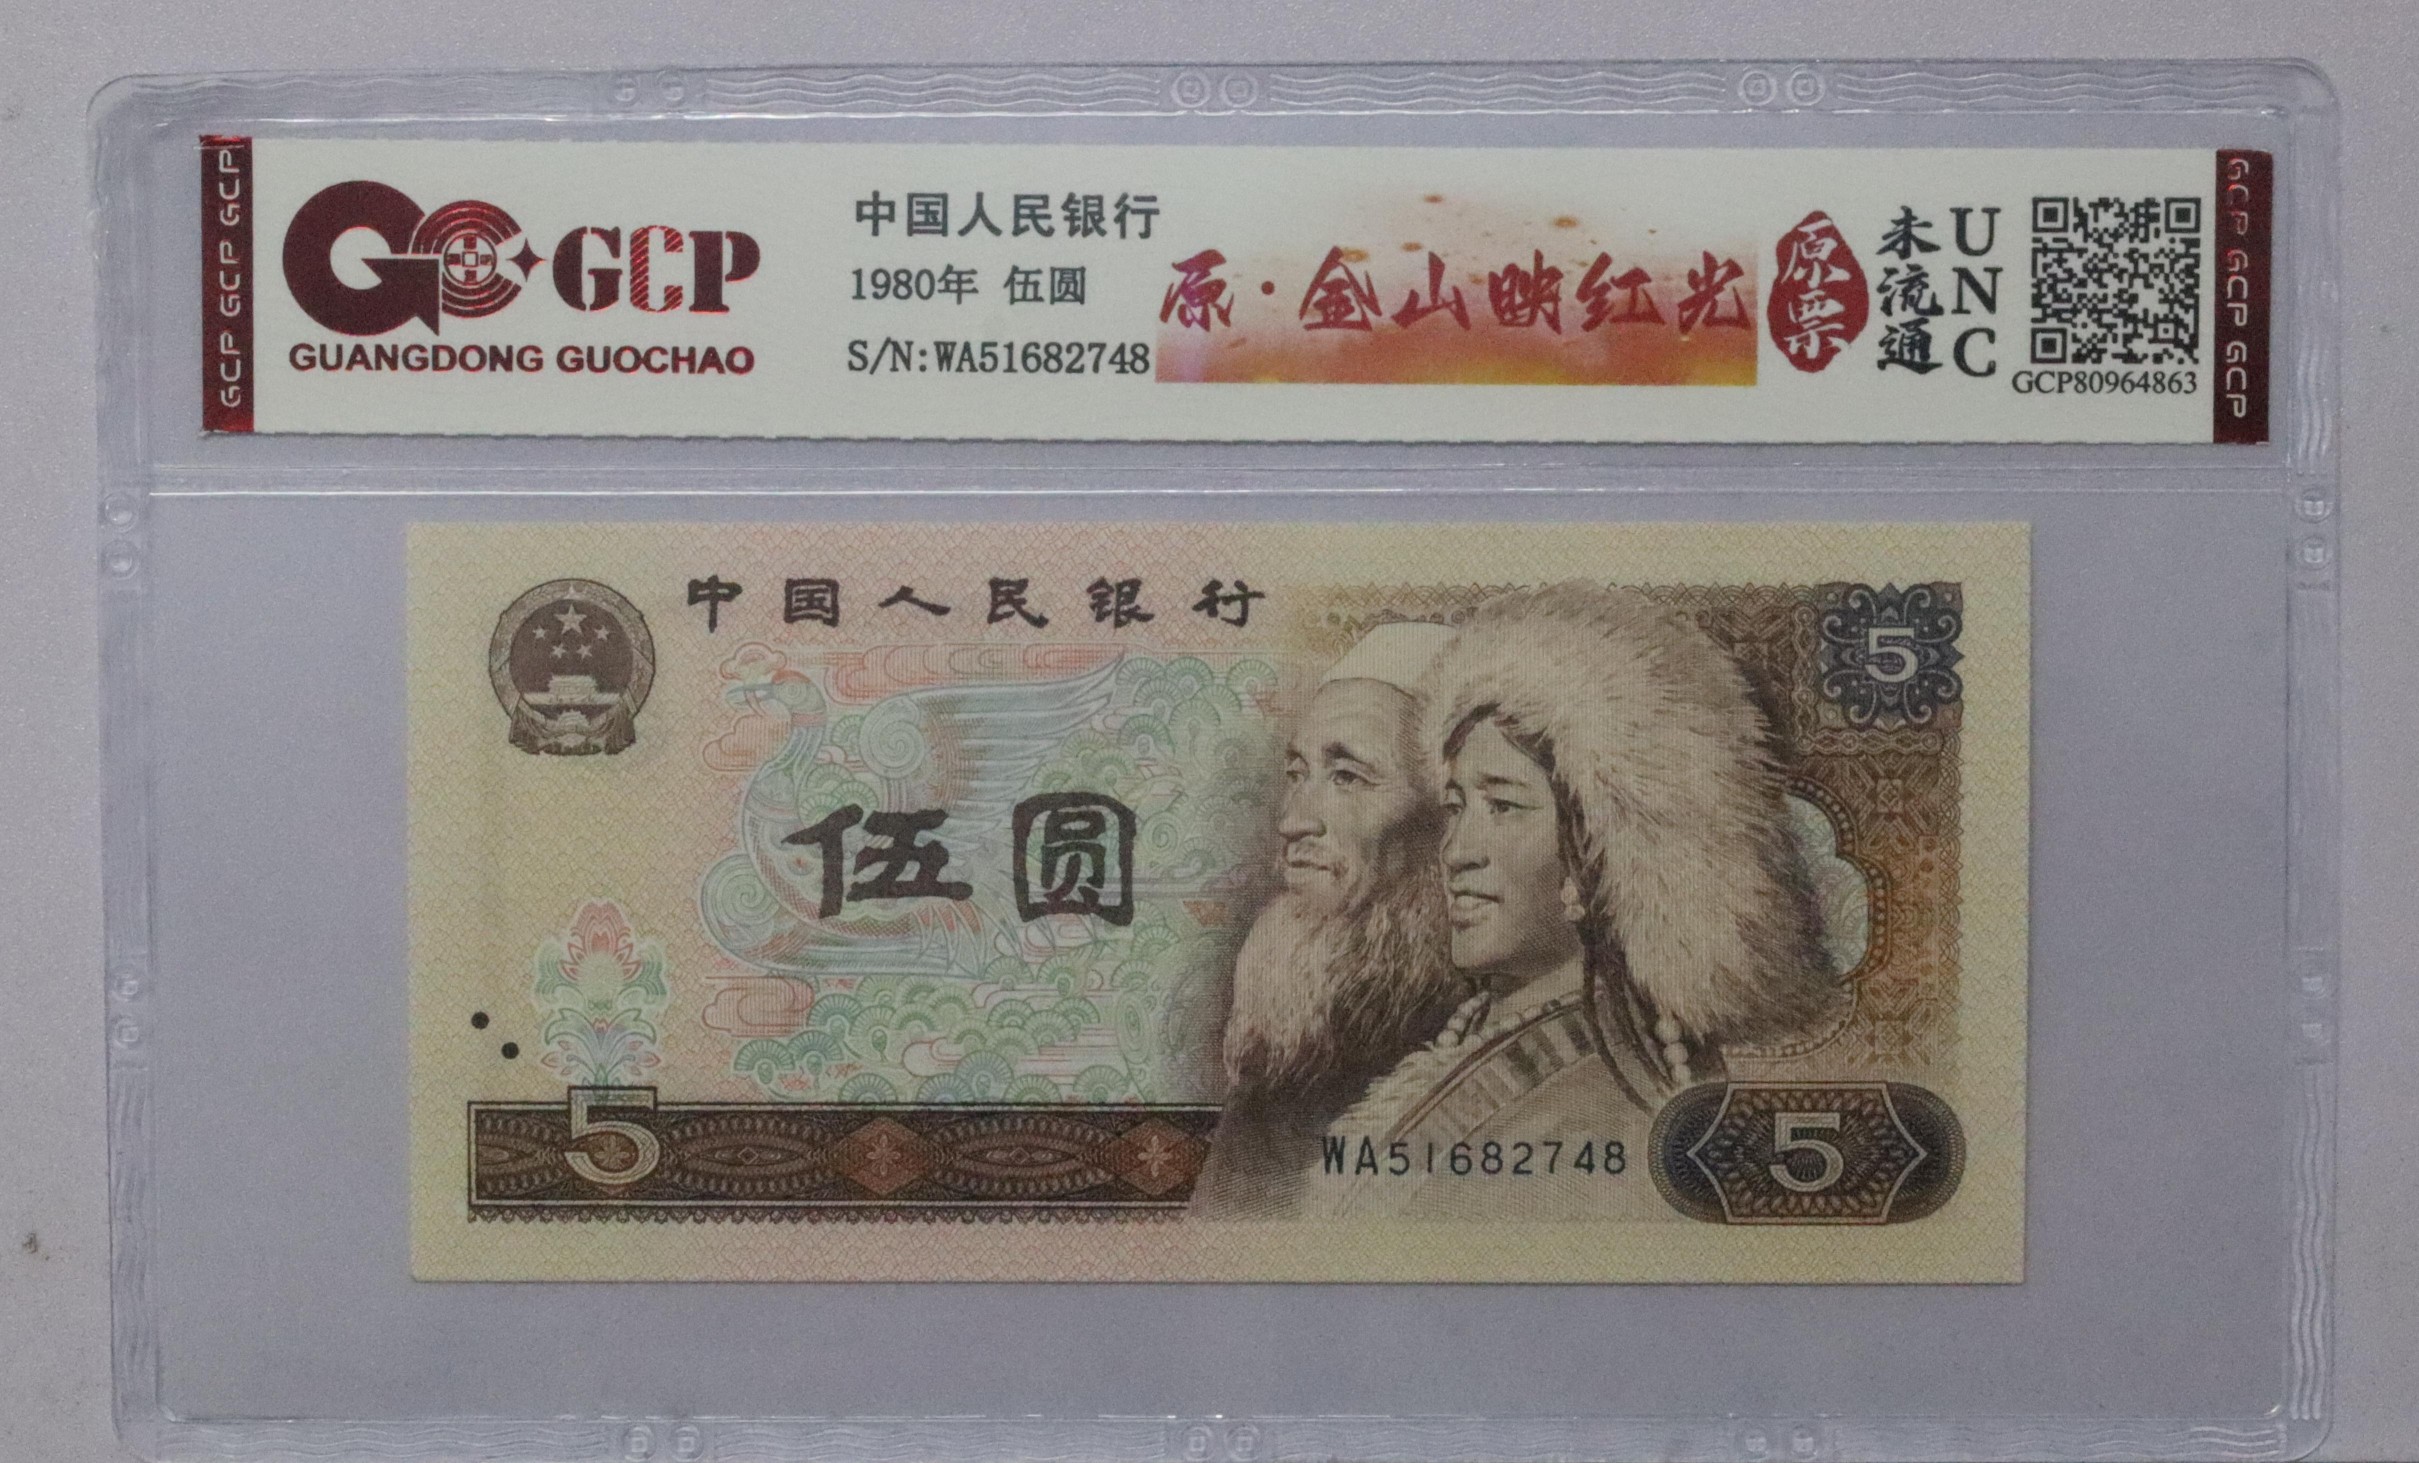 GCP GCP GCP
GCP
GUANGDONG GUOCHAO
中国人民银行
1980年 伍圆
S/N:WA51682748
原·金山映红光
原票
未流通
UNC
GCP80964863
GCP GCP GCP
中国人民银行
5
伍圆
5
WA51682748
5